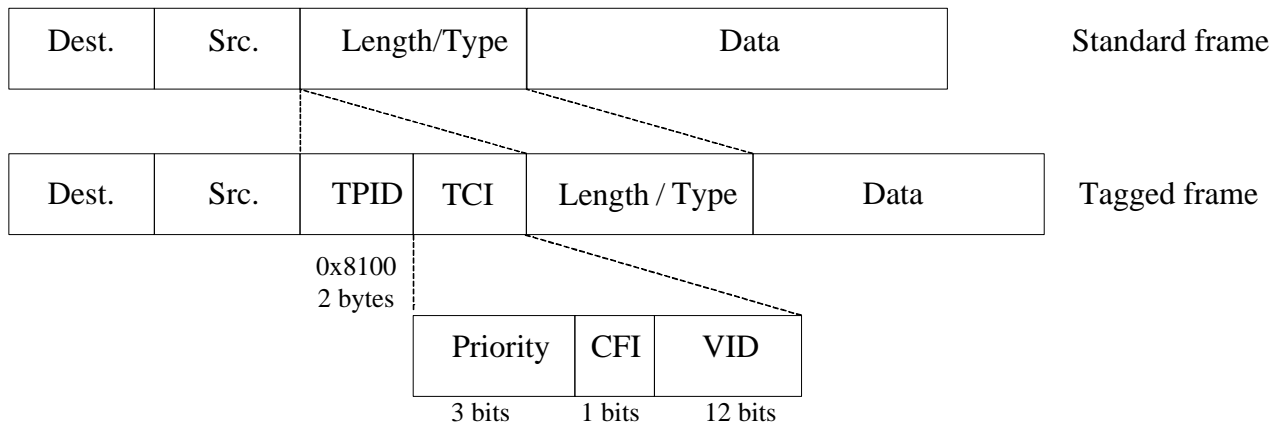 Dest. Src. Length/Type Data Standard frame
Dest. Src. TPID TCI Length / Type Data Tagged frame
0x8100
2 bytes
Priority CFI VID
3 bits 1 bits 12 bits